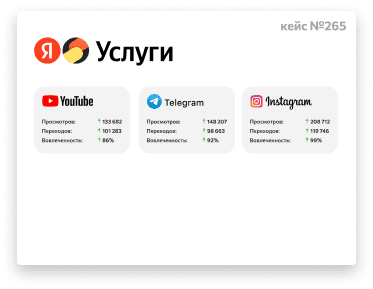 кейс №265
Я Услуги
YouTube
Просмотров: ↑ 133 682
Переходов: ↑ 101 283
Вовлеченность: ↑ 86%
Telegram
Просмотров: ↑ 148 207
Переходов: ↑ 98 663
Вовлеченность: ↑ 92%
Instagram
Просмотров: ↑ 208 712
Переходов: ↑ 119 746
Вовлеченность: ↑ 99%